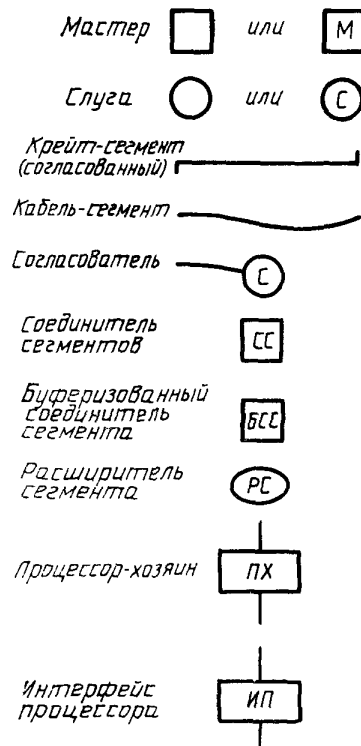 Мастер или М
Слуга или С
Крейт-сегмент
(согласованный)
Кабель-сегмент
Согласователь С
Соединитель
сегментов СС
Буферизованный
соединитель
сегмента БСС
Расширитель
сегмента РС
Процессор-хозяин ПХ
Интерфейс
процессора ИП